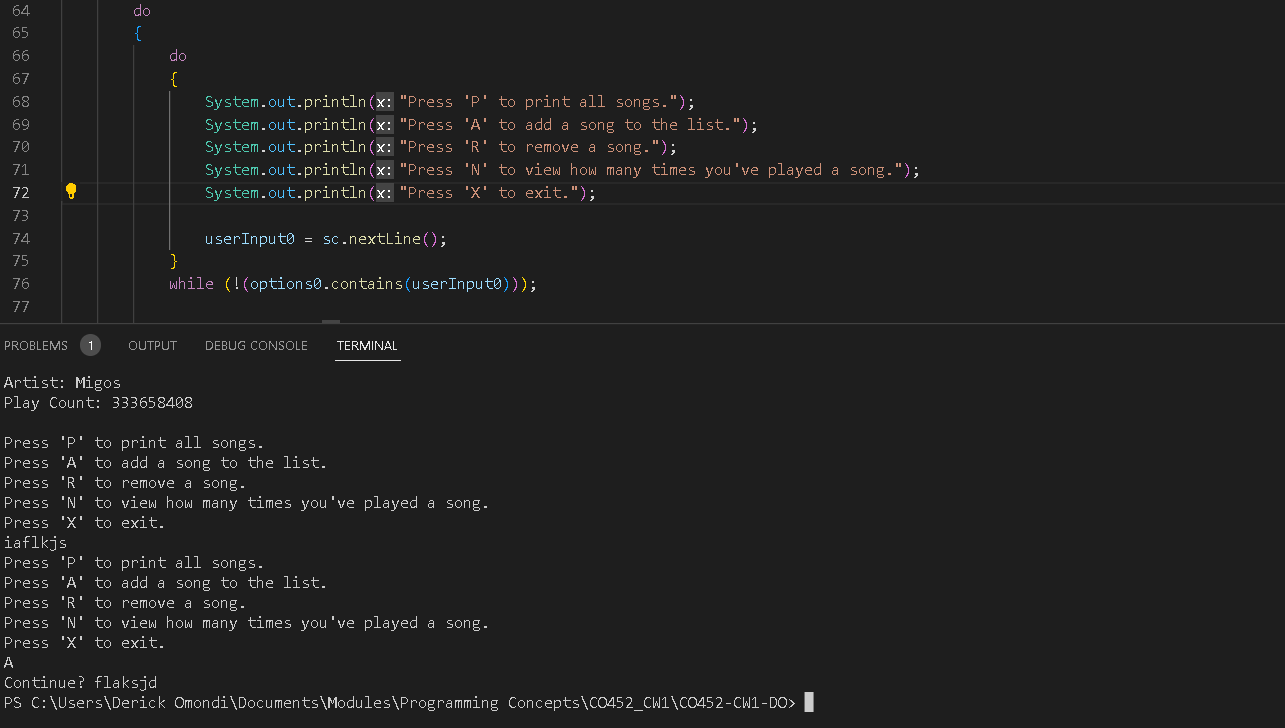 64 do
65 {
66 do
67 {
68 System.out.println(x: "Press 'P' to print all songs.");
69 System.out.println(x: "Press 'A' to add a song to the list.");
70 System.out.println(x: "Press 'R' to remove a song.");
71 System.out.println(x: "Press 'N' to view how many times you've played a song.");
72 System.out.println(x: "Press 'X' to exit.");
73
74 userInput0 = sc.nextLine();
75 }
76 while (!(options0.contains(userInput0)));
77
PROBLEMS 1 OUTPUT DEBUG CONSOLE TERMINAL
Artist: Migos
Play Count: 333658408
Press 'P' to print all songs.
Press 'A' to add a song to the list.
Press 'R' to remove a song.
Press 'N' to view how many times you've played a song.
Press 'X' to exit.
iaflkjs
Press 'P' to print all songs.
Press 'A' to add a song to the list.
Press 'R' to remove a song.
Press 'N' to view how many times you've played a song.
Press 'X' to exit.
A
Continue? flaksjd
PS C:\Users\Derick Omondi\Documents\Modules\Programming Concepts\CO452_CW1\CO452-CW1-DO>